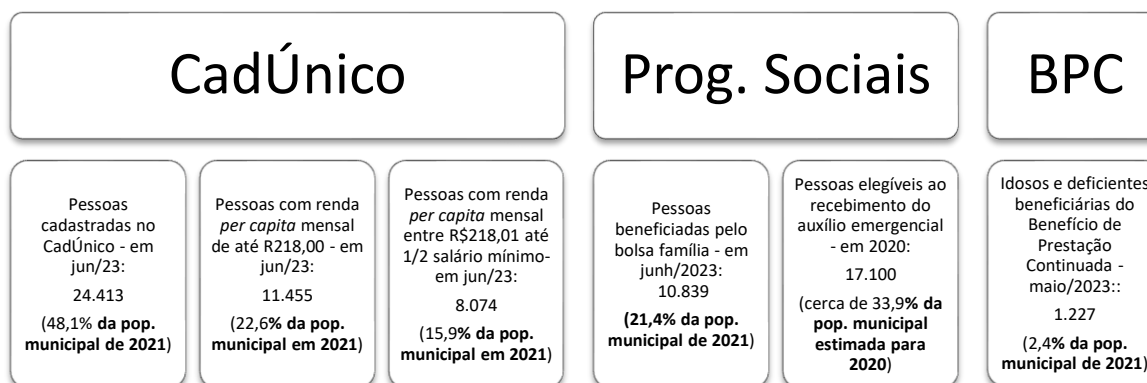 CadÚnico
Pessoas
cadastradas no
CadÚnico - em
jun/23:
24.413
(48,1% da pop.
municipal de 2021)
Pessoas com renda
per capita mensal
de até R218,00 - em
jun/23:
11.455
(22,6% da pop.
municipal em 2021)
Pessoas com renda
per capita mensal
entre R$218,01 até
1/2 salário mínimo-
em jun/23:
8.074
(15,9% da pop.
municipal em 2021)
Prog. Sociais
Pessoas
beneficiadas pelo
bolsa família - em
junh/2023:
10.839
(21,4% da pop.
municipal de 2021)
Pessoas elegíveis ao
recebimento do
auxílio emergencial
- em 2020:
17.100
(cerca de 33,9% da
pop. municipal
estimada para
2020)
BPC
Idosos e deficientes
beneficiárias do
Benefício de
Prestação
Continuada -
maio/2023::
1.227
(2,4% da pop.
municipal de 2021)